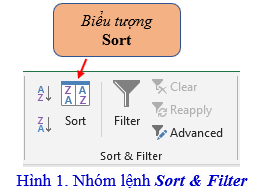 Biểu tượng
Sort
A
Z
Z
A
Z A
A Z
Sort
Filter
Clear
Reapply
Advanced
Sort & Filter
Hình 1. Nhóm lệnh Sort & Filter